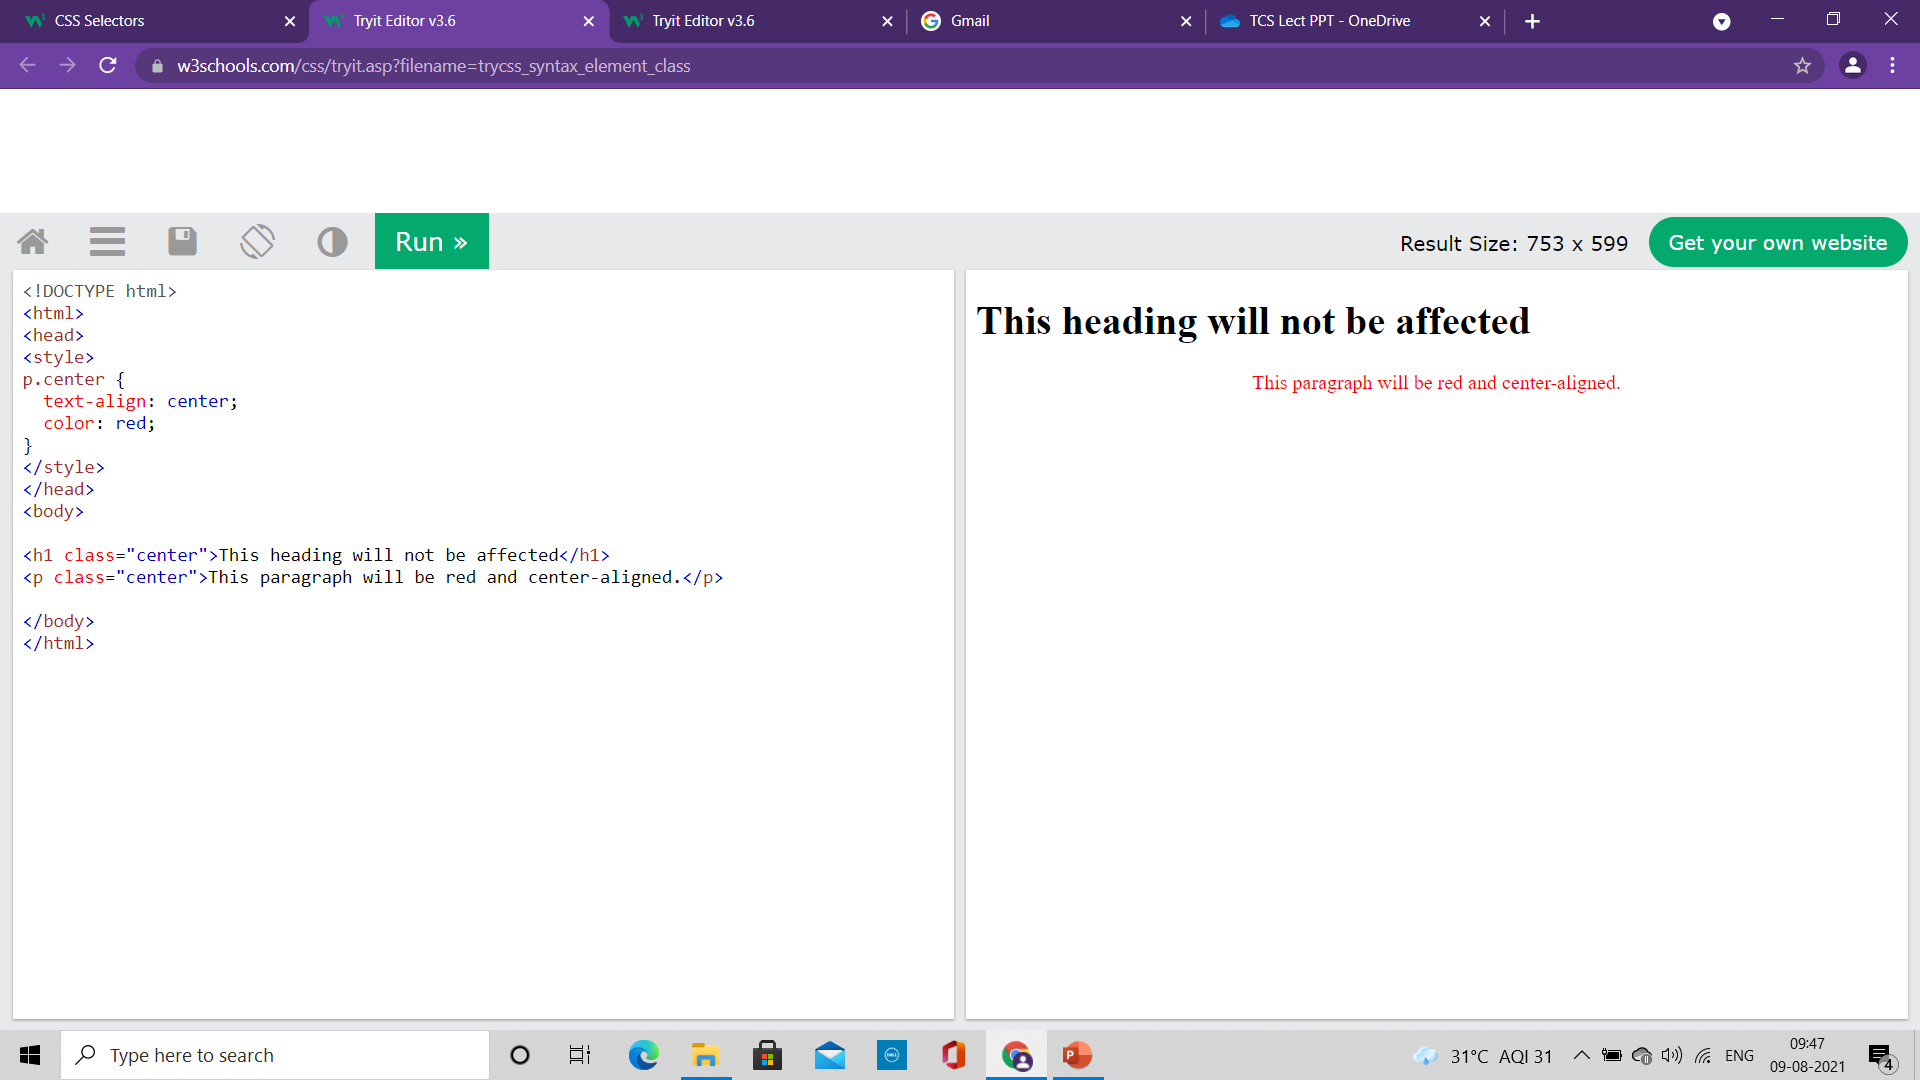 CSS Selectors
Tryit Editor v3.6
Tryit Editor v3.6
Gmail
TCS Lect PPT - OneDrive
w3schools.com/css/tryit.asp?filename=trycss_syntax_element_class
Run »
Result Size: 753 x 599
Get your own website
<!DOCTYPE html>
<html>
<head>
<style>
p.center {
  text-align: center;
  color: red;
}
</style>
</head>
<body>

<h1 class="center">This heading will not be affected</h1>
<p class="center">This paragraph will be red and center-aligned.</p>

</body>
</html>
This heading will not be affected
This paragraph will be red and center-aligned.
Type here to search
DELL
31°C AQI 31
ENG
09:47
09-08-2021
4